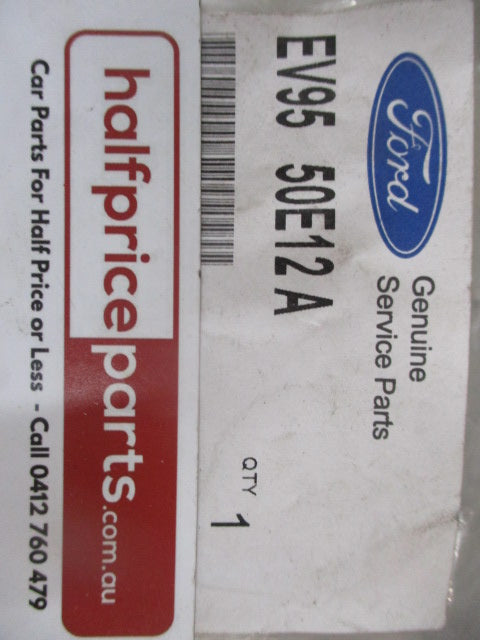 Ford
Genuine
Service Parts
EV95 50E12 A
QTY 1
halfpriceparts.com.au
Car Parts For Half Price or Less - Call 0412 760 479